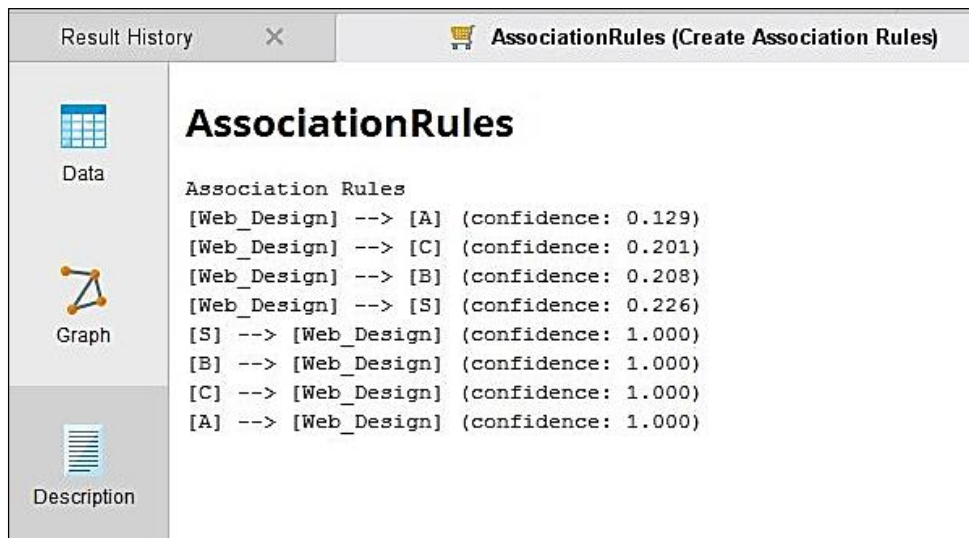 Result History
AssociationRules (Create Association Rules)
Data
Graph
Description
AssociationRules
Association Rules
[Web_Design] --> [A] (confidence: 0.129)
[Web_Design] --> [C] (confidence: 0.201)
[Web_Design] --> [B] (confidence: 0.208)
[Web_Design] --> [S] (confidence: 0.226)
[S] --> [Web_Design] (confidence: 1.000)
[B] --> [Web_Design] (confidence: 1.000)
[C] --> [Web_Design] (confidence: 1.000)
[A] --> [Web_Design] (confidence: 1.000)